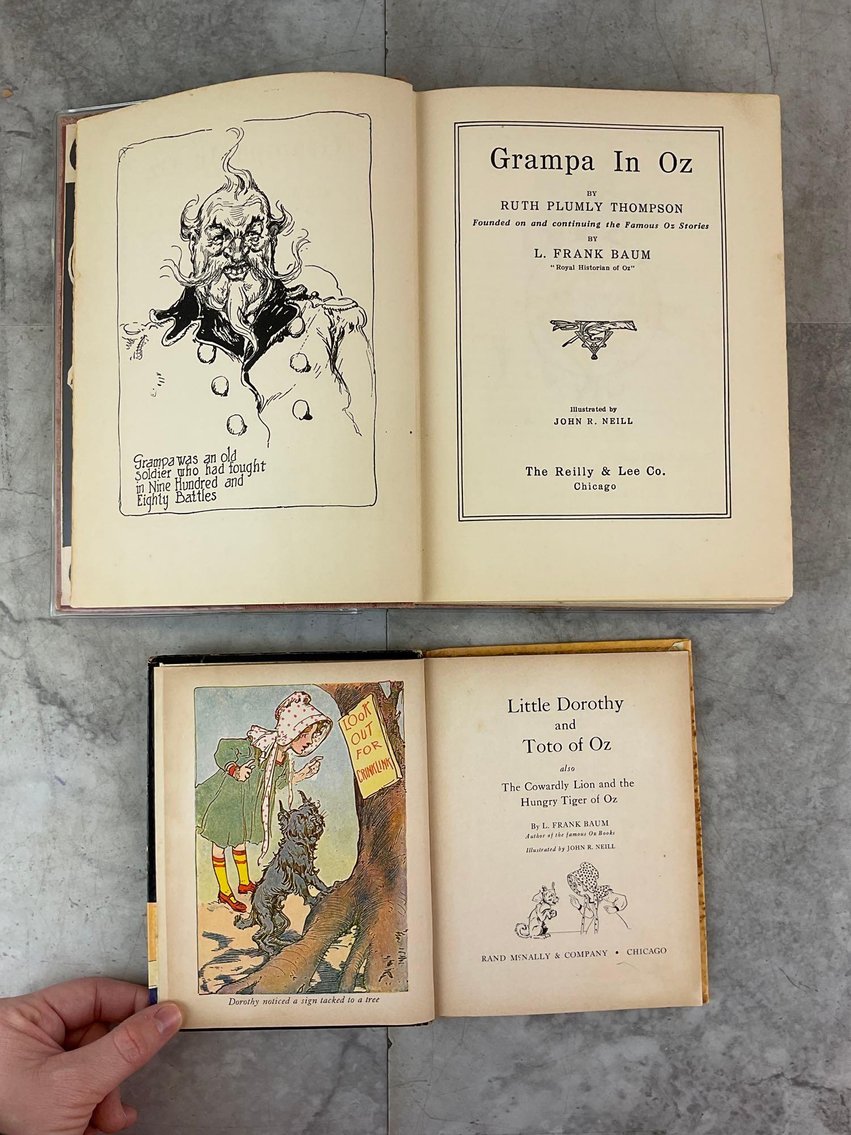 Grampa was an old
soldier who had fought
in Nine Hundred and
Eighty Battles
Grampa In Oz
BY
RUTH PLUMLY THOMPSON
Founded on and continuing the Famous Oz Stories
BY
L. FRANK BAUM
"Royal Historian of Oz"
Illustrated by
JOHN R. NEILL
The Reilly & Lee Co.
Chicago
LOOK
OUT
FOR
CRINKLINK
Dorothy noticed a sign tacked to a tree
Little Dorothy
and
Toto of Oz
also
The Cowardly Lion and the
Hungry Tiger of Oz
By L. FRANK BAUM
Author of the famous Oz Books
Illustrated by JOHN R. NEILL
RAND MCNALLY & COMPANY • CHICAGO